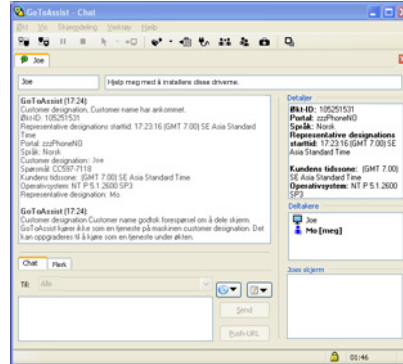 GoToAssist - Chat
Økt Vis Skjermdeling Verktøy Hjelp
Joe
Joe
Hjelp meg med å installere disse driverne.
GoToAssist (17:24):
Customer designation, Customer name har ankommet.
Økt-ID: 105251531
Representative designations starttid: 17:23:16 (GMT 7.00) SE Asia Standard
Time
Portal: zzzPhoneNO
Språk: Norsk
Customer designation: Joe
Spørsmål: CC597-7118
Kundens tidssone: (GMT 7.00) SE Asia Standard Time
Operativsystem: NT P 5.1.2600 SP3
Representative designation: Mo.
GoToAssist (17:24):
Customer designation Customer name godtok forespørsel om å dele skjerm.
GoToAssist kjører ikke som en tjeneste på maskinen customer designation. Det
kan oppgraderes til å kjøre som en tjeneste under økten.
Detaljer
Økt-ID: 105251531
Portal: zzzPhoneNO
Språk: Norsk
Representative designations
starttid: 17:23:16 (GMT 7.00) SE
Asia Standard Time
Kundens tidssone: (GMT 7.00)
SE Asia Standard Time
Operativsystem: NT P 5.1.2600
SP3
Deltakere
Joe
Mo [meg]
Joes skjerm
Chat
Merk
Til: Alle
Send
Push-URL
01:46